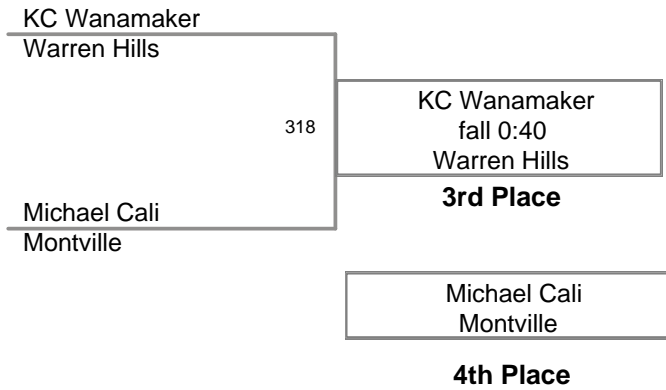 KC Wanamaker
Warren Hills
318
KC Wanamaker
fall 0:40
Warren Hills
3rd Place
Michael Cali
Montville
Michael Cali
Montville
4th Place